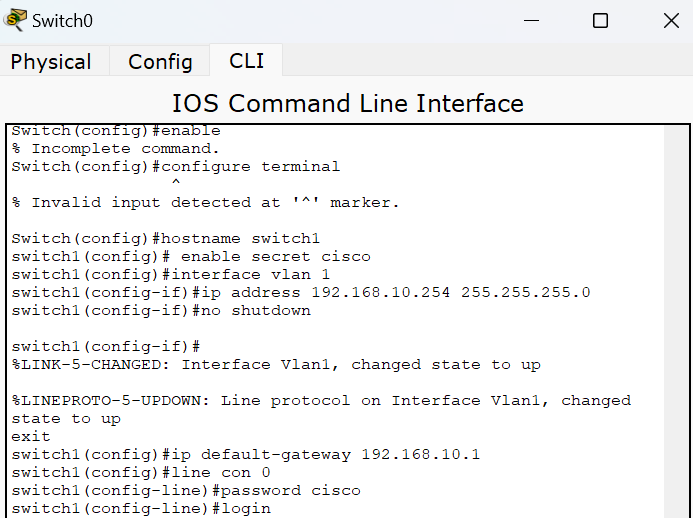 Switch0
Physical Config CLI
IOS Command Line Interface
Switch(config)#enable
% Incomplete command.
Switch(config)#configure terminal
^
% Invalid input detected at '^' marker.
Switch(config)#hostname switch1
switch1(config)# enable secret cisco
switch1(config)#interface vlan 1
switch1(config-if)#ip address 192.168.10.254 255.255.255.0
switch1(config-if)#no shutdown
switch1(config-if)#
%LINK-5-CHANGED: Interface Vlan1, changed state to up
%LINEPROTO-5-UPDOWN: Line protocol on Interface Vlan1, changed
state to up
exit
switch1(config)#ip default-gateway 192.168.10.1
switch1(config)#line con 0
switch1(config-line)#password cisco
switch1(config-line)#login